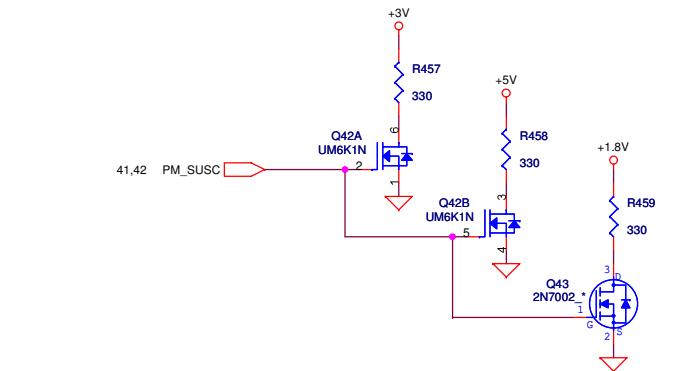 +3V
R457
330
+5V
Q42A
UM6K1N
6
2
1
R458
330
41,42 PM_SUSC
+1.8V
Q42B
UM6K1N
3
5
4
R459
330
Q43
2N7002_*
3
D
1
G
S
2